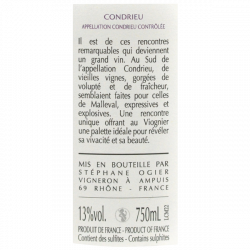 CONDRIEU
APPELLATION CONDRIEU CONTRÔLÉE
Il est de ces rencontres
remarquables qui deviennent
un grand vin. Au Sud de
l'appellation Condrieu, de
vieilles vignes, gorgées de
volupté et de fraîcheur,
semblaient faites pour celles
de Malleval, expressives et
explosives. Une rencontre
unique offrant au Viognier
une palette idéale pour révéler
sa vivacité et sa beauté.
MIS EN BOUTEILLE PAR
STÉPHANE OGIER
VIGNERON À AMPUIS
69 RHÔNE - FRANCE
13%vol. 750mL
PRODUIT DE FRANCE - PRODUCT OF FRANCE
Contient des sulfites - Contains sulphites